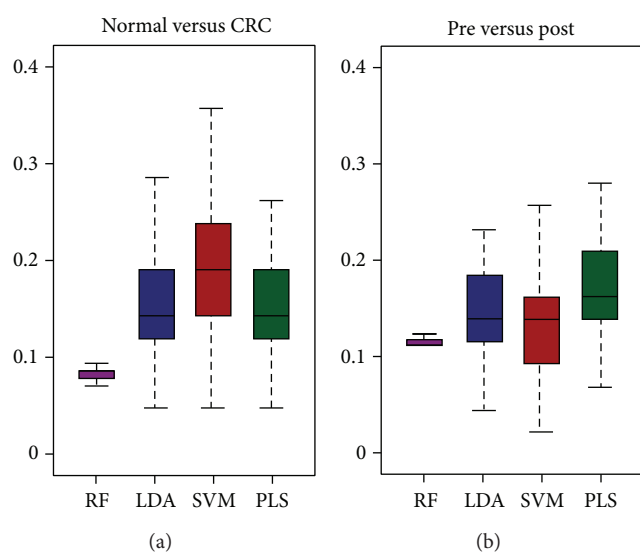 Normal versus CRC
0.4
0.3
0.2
0.1
0
RF LDA SVM PLS
(a)
Pre versus post
0.4
0.3
0.2
0.1
0
RF LDA SVM PLS
(b)